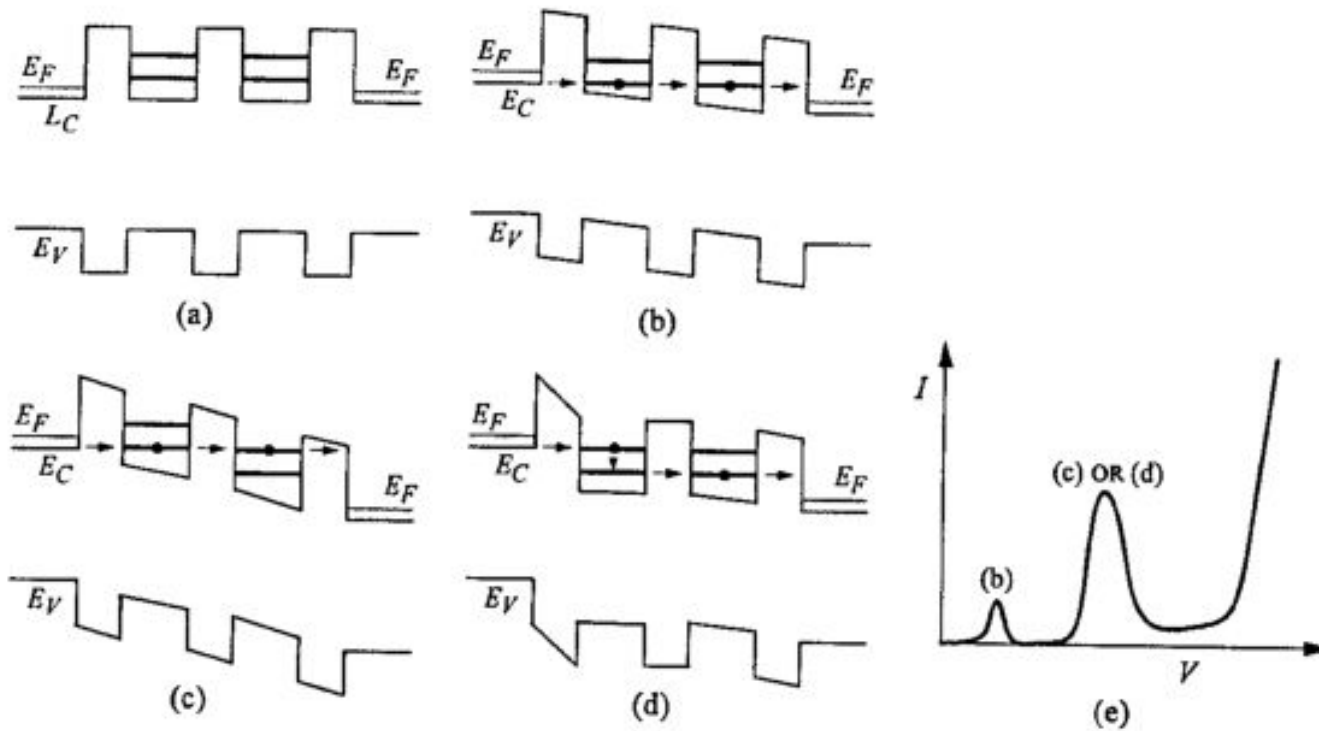 E_F
E_F
L_C
E_V
(a)
E_F
E_F
E_C
E_V
(b)
E_F
E_C
E_F
E_V
(c)
E_F
E_C
E_F
E_V
(d)
I
(c) OR (d)
(b)
V
(e)